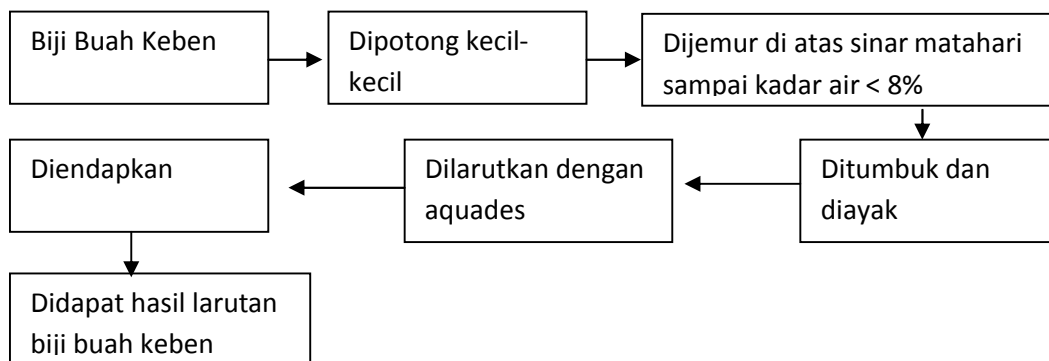 Biji Buah Keben
Dipotong kecil-
kecil
Dijemur di atas sinar matahari
sampai kadar air < 8%
Ditumbuk dan
diayak
Dilarutkan dengan
aquades
Diendapkan
Didapat hasil larutan
biji buah keben